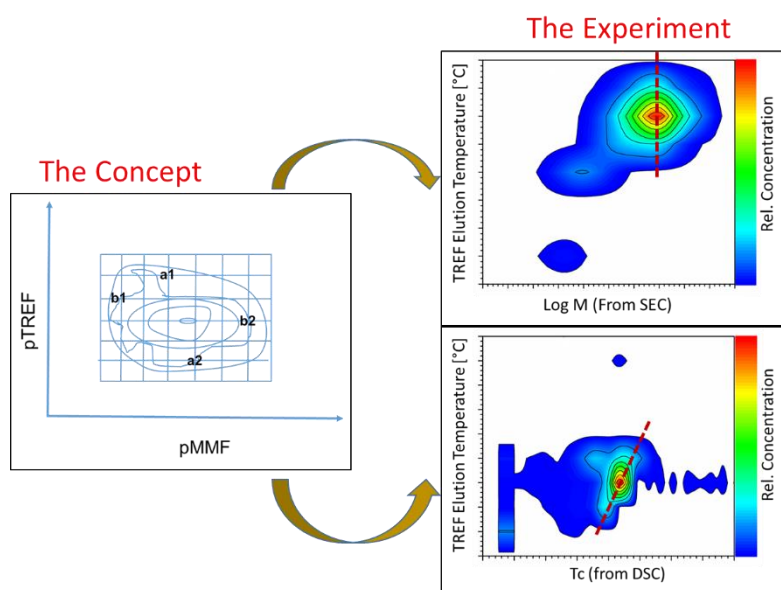 The Concept
pTREF
a1
b1
b2
a2
pMMF
The Experiment
TREF Elution Temperature [°C]
Rel. Concentration
Log M (From SEC)
TREF Elution Temperature [°C]
Rel. Concentration
Tc (from DSC)